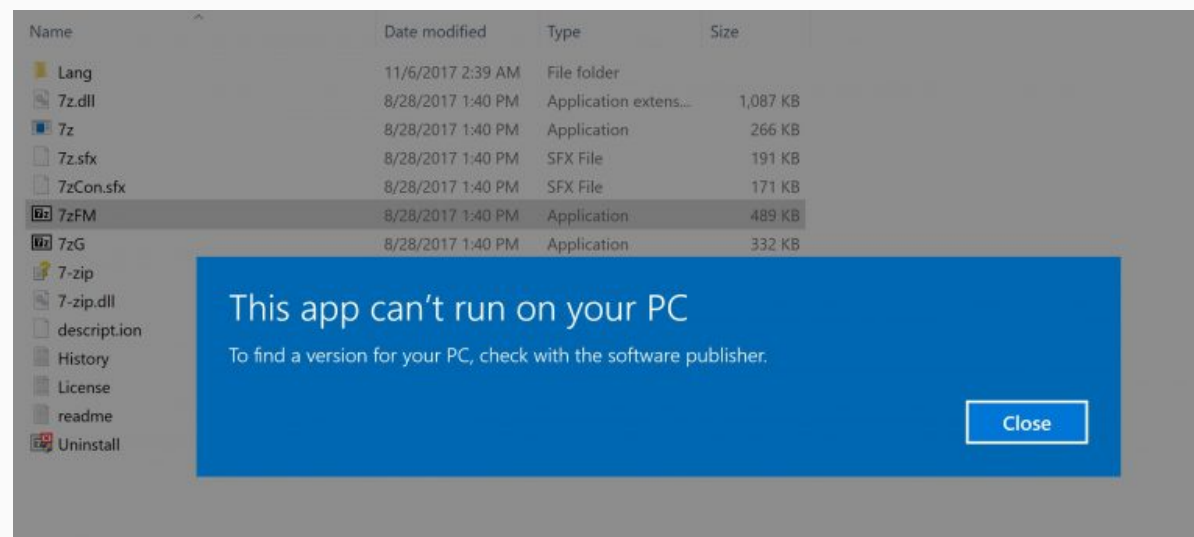 Name Date modified Type Size
Lang 11/6/2017 2:39 AM File folder
7z.dll 8/28/2017 1:40 PM Application extens... 1,087 KB
7z 8/28/2017 1:40 PM Application 266 KB
7z.sfx 8/28/2017 1:40 PM SFX File 191 KB
7zCon.sfx 8/28/2017 1:40 PM SFX File 171 KB
7zFM 8/28/2017 1:40 PM Application 489 KB
7zG 8/28/2017 1:40 PM Application 332 KB
7-zip
7-zip.dll
descript.ion
History
License
readme
Uninstall
This app can't run on your PC
To find a version for your PC, check with the software publisher.
Close